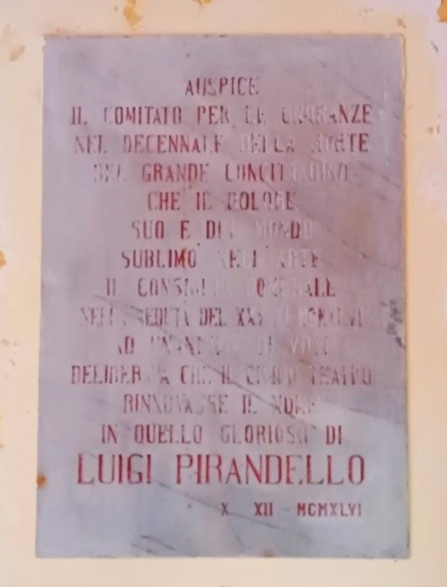 AUSPICE
IL COMITATO PER LE ONORANZE
NEL DECENNALE DELLA MORTE
DEL GRANDE CONCITTADINO
CHE IL DOLORE
SUO E DEL MONDO
SUBLIMÒ NELL'ARTE
IL CONSIGLIO COMUNALE
NELLA SEDUTA DEL
AD UNANIMITÀ DI VOTI
DELIBERAVA CHE IL CIVICO TEATRO
RINNOVASSE IL NOME
IN QUELLO GLORIOSO DI
LUIGI PIRANDELLO
X XII MCMXLVI